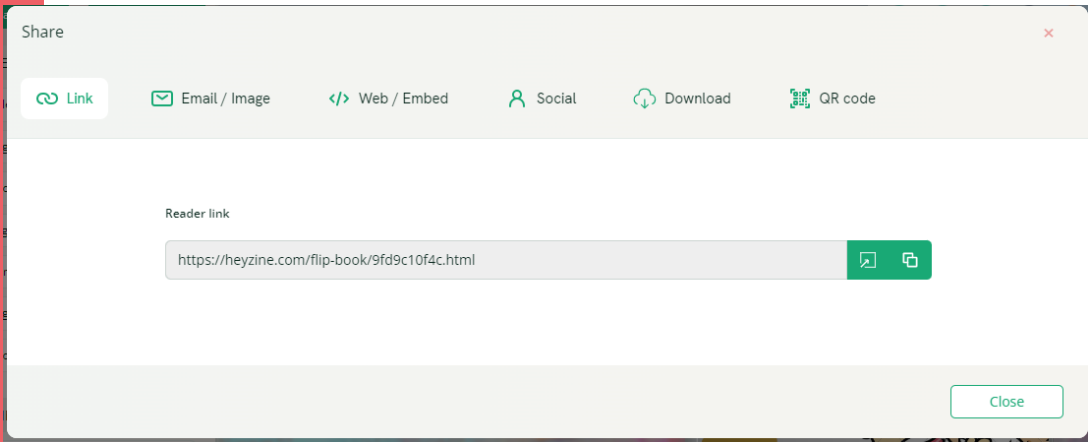 Share
×
Link
Email / Image
</> Web / Embed
Social
Download
QR code
Reader link
https://heyzine.com/flip-book/9fd9c10f4c.html
Close